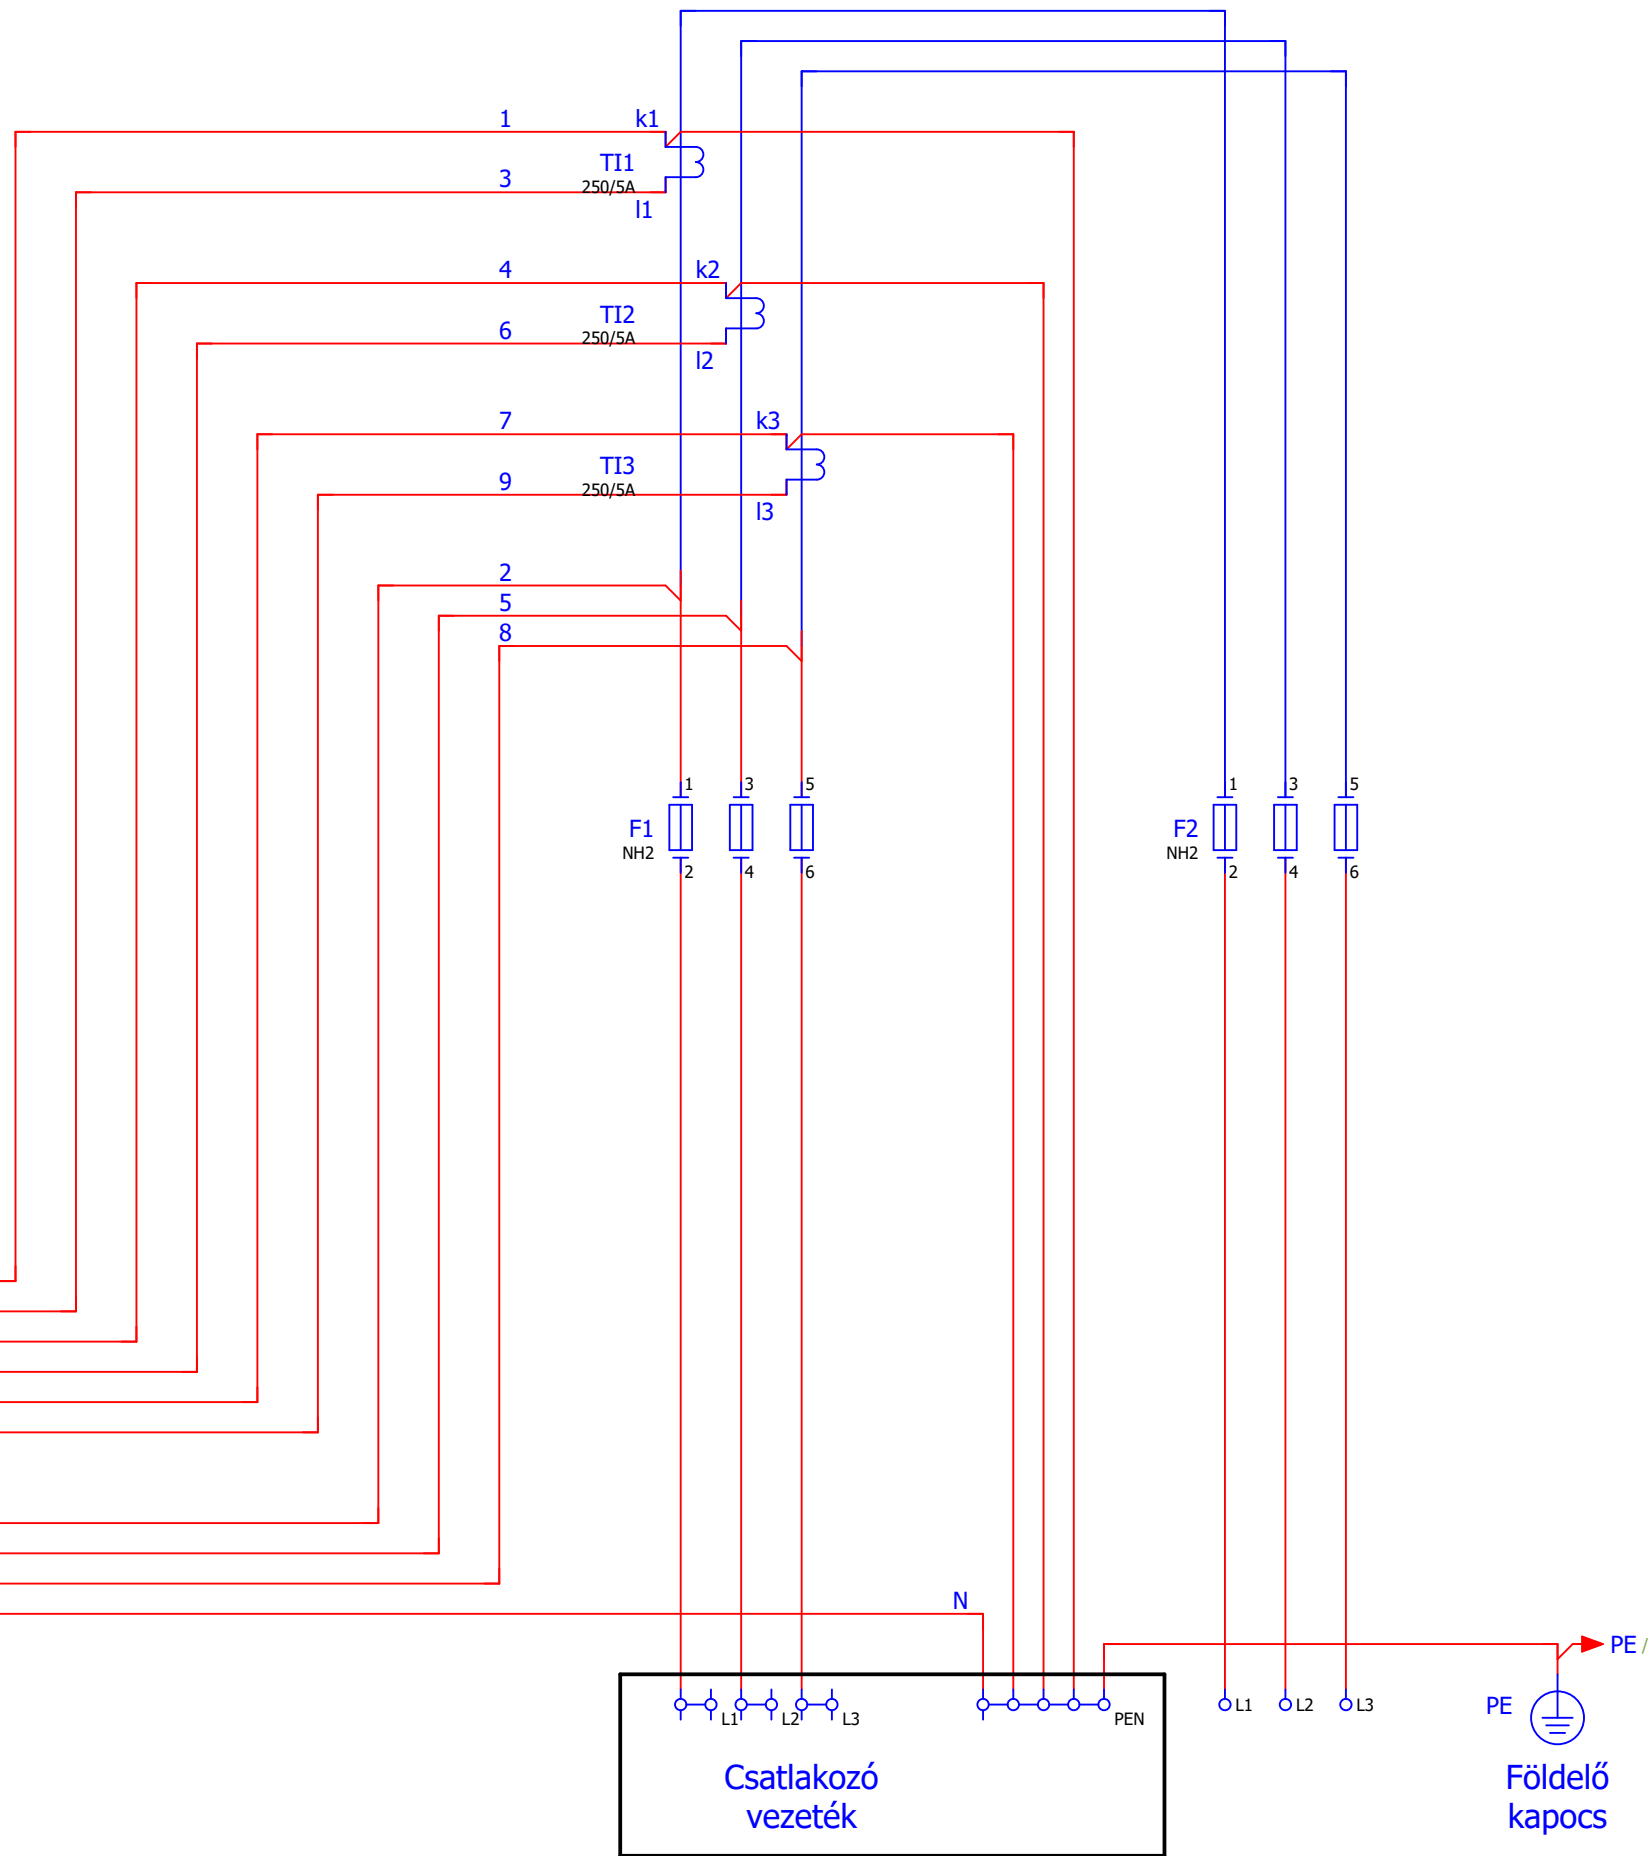 1
k1
TI1
250/5A
3
l1
4
k2
TI2
250/5A
6
l2
7
k3
TI3
250/5A
9
l3
2
5
8
1
3
5
F1
NH2
2
4
6
1
3
5
F2
NH2
2
4
6
N
PE /
L1
L2
L3
PEN
L1
L2
L3
PE
Csatlakozó
vezeték
Földelő
kapocs